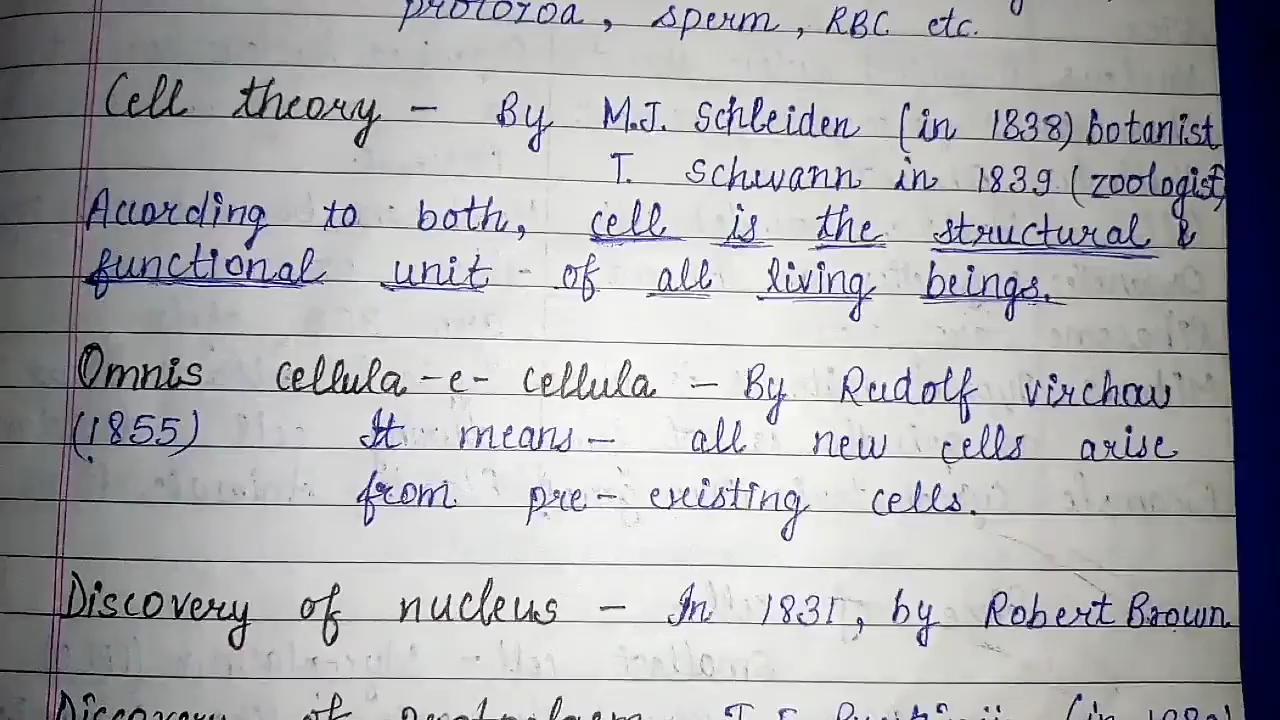 protozoa, sperm, RBC etc.
Cell theory - By M.J. Schleiden (in 1838) botanist
T. Schwann in 1839 (zoologist)
According to both, cell is the structural &
functional unit of all living beings.
Omnis cellula-e-cellula - By Rudolf virchow
(1855) It means- all new cells arise
from pre-existing cells.
Discovery of nucleus - In 1831, by Robert Brown
Discovery of